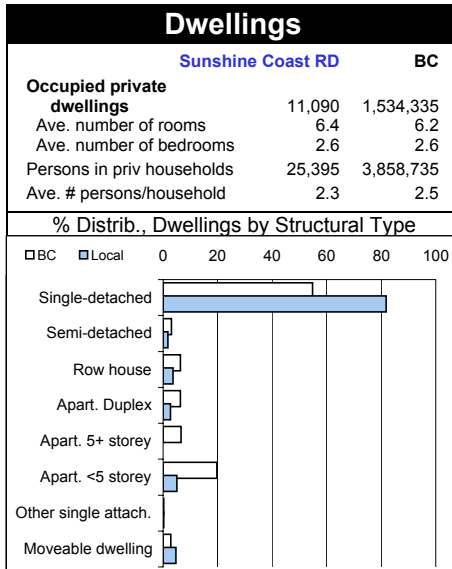 Dwellings
Sunshine Coast RD BC
Occupied private
dwellings 11,090 1,534,335
Ave. number of rooms 6.4 6.2
Ave. number of bedrooms 2.6 2.6
Persons in priv households 25,395 3,858,735
Ave. # persons/household 2.3 2.5
% Distrib., Dwellings by Structural Type
BC Local 0 20 40 60 80 100
Single-detached
Semi-detached
Row house
Apart. Duplex
Apart. 5+ storey
Apart. <5 storey
Other single attach.
Moveable dwelling